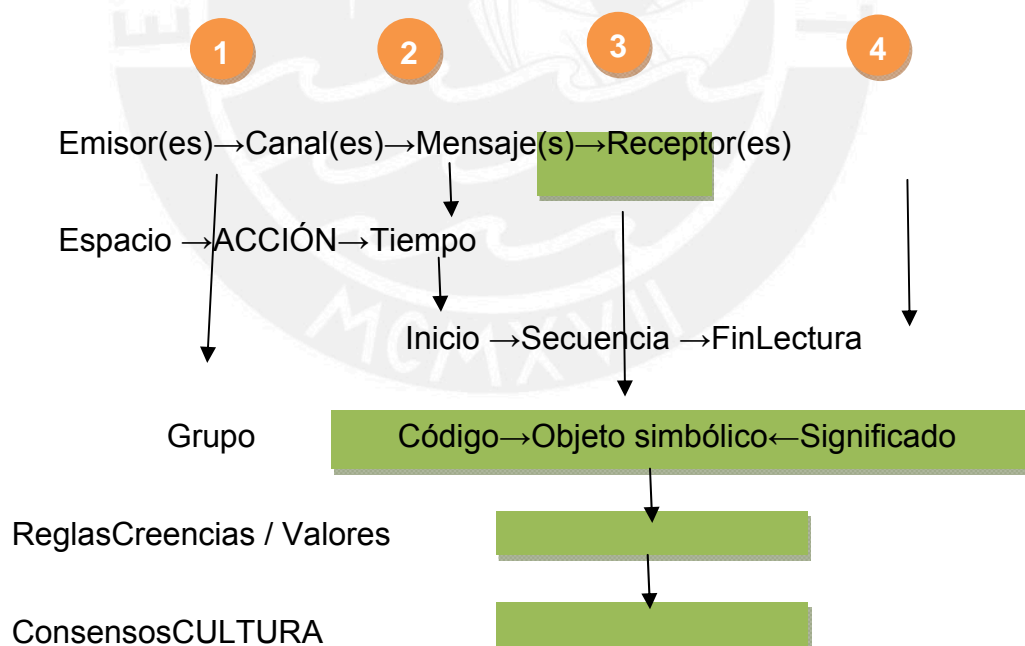 1 2 3 4
Emisor(es)→Canal(es)→Mensaje(s)→Receptor(es)
Espacio →ACCIÓN→Tiempo
Inicio →Secuencia →FinLectura
MCMXVII
Grupo Código→Objeto simbólico←Significado
ReglasCreencias / Valores
ConsensosCULTURA